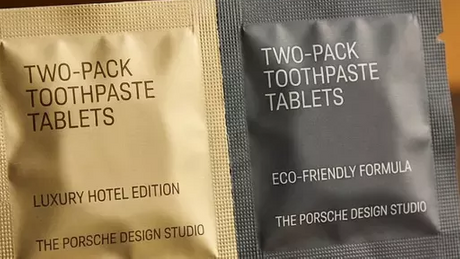 TWO-PACK
TOOTHPASTE
TABLETS
LUXURY HOTEL EDITION
THE PORSCHE DESIGN STUDIO
TWO-PACK
TOOTHPASTE
TABLETS
ECO-FRIENDLY FORMULA
THE PORSCHE DESIGN STUDIO